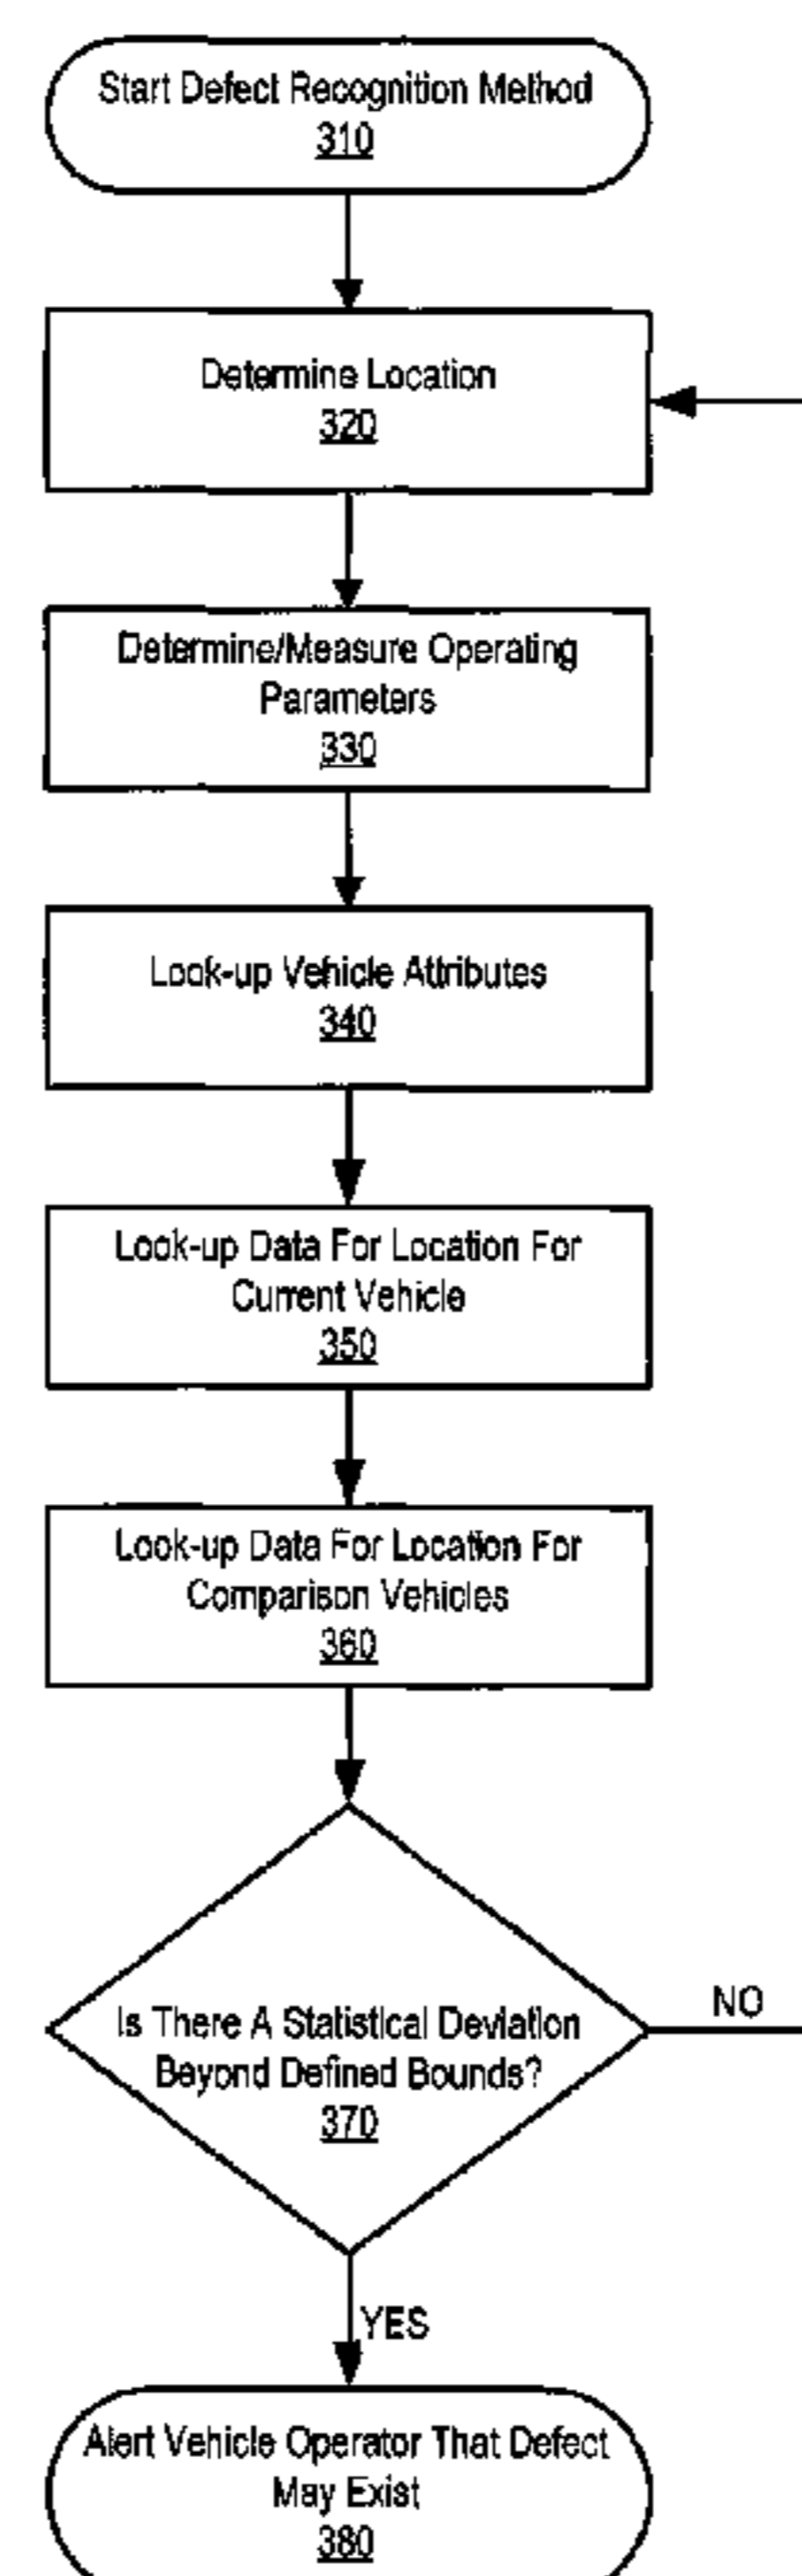 Start Defect Recognition Method
310
Determine Location
320
Determine/Measure Operating
Parameters
330
Look-up Vehicle Attributes
340
Look-up Data For Location For
Current Vehicle
350
Look-up Data For Location For
Comparison Vehicles
360
Is There A Statistical Deviation
Beyond Defined Bounds?
370
NO
YES
Alert Vehicle Operator That Defect
May Exist
380